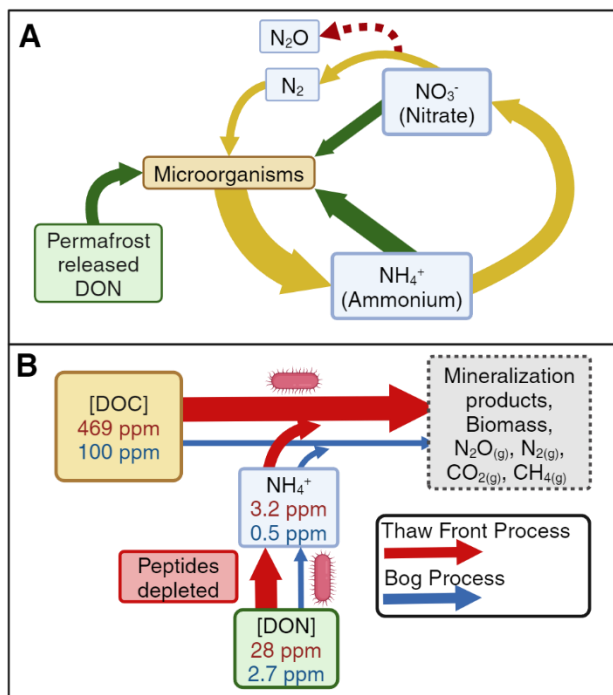 A
N₂O
N₂
NO₃⁻
(Nitrate)
Microorganisms
Permafrost
released
DON
NH₄⁺
(Ammonium)
B
[DOC]
469 ppm
100 ppm
Mineralization
products,
Biomass,
N₂O(g), N₂(g),
CO₂(g), CH₄(g)
NH₄⁺
3.2 ppm
0.5 ppm
Thaw Front Process
Bog Process
Peptides
depleted
[DON]
28 ppm
2.7 ppm